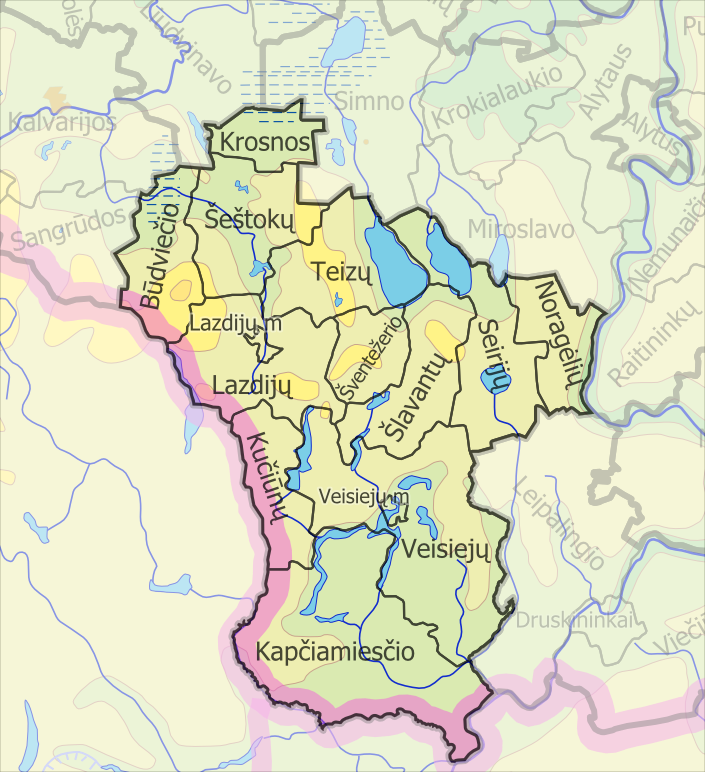 Liudvinavo
Simno
Krokialaukio
Alytaus
Alytus
Kalvarijos
Krosnos
Sangrūdos
Būdviečio
Šeštokų
Miroslavo
Nemunaičio
Teizų
Noragėlių
Lazdijų m
Šventežerio
Seirijų
Raitininkų
Lazdijų
Šlavantų
Kučiūnų
Veisiejų m
Leipalingio
Veisiejų
Druskininkai
Kapčiamiesčio